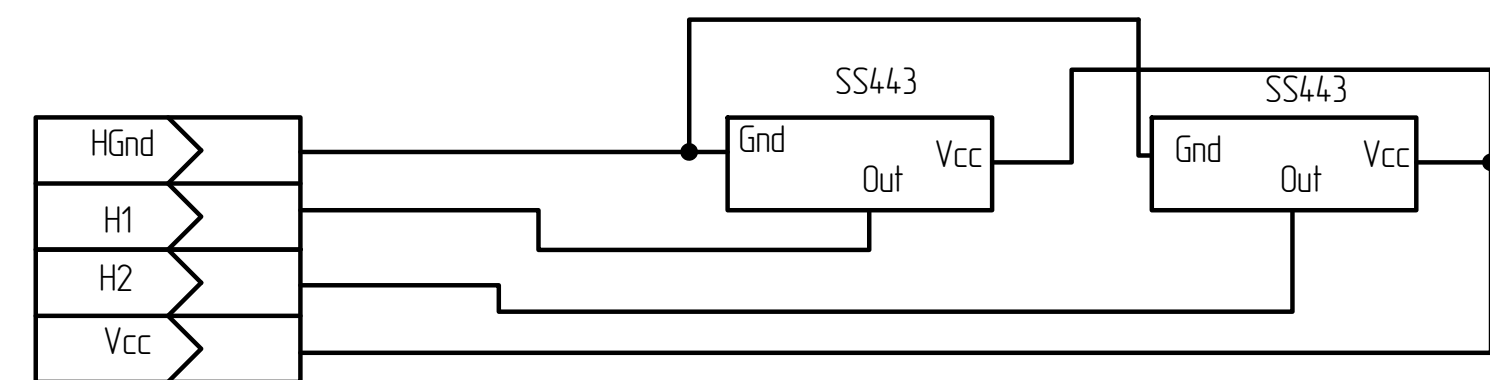 SS443
SS443
HGnd
Gnd
Vcc
Out
Gnd
Vcc
Out
H1
H2
Vcc